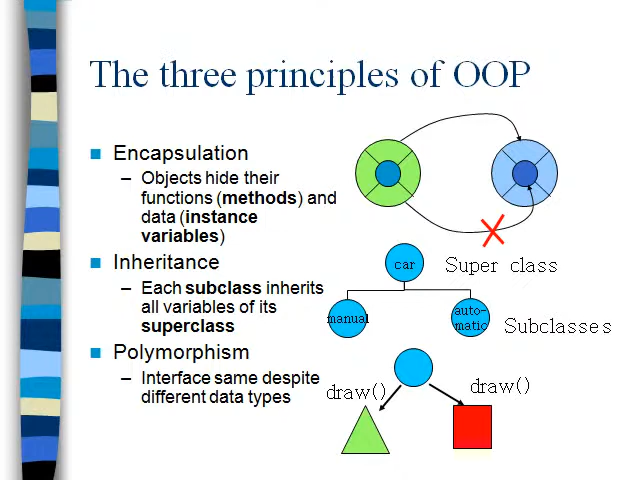 The three principles of OOP
Encapsulation
– Objects hide their
functions (methods) and
data (instance
variables)
Inheritance
– Each subclass inherits
all variables of its
superclass
Polymorphism
– Interface same despite
different data types
car
Super class
manual
auto-
matic
Subclasses
draw()
draw()